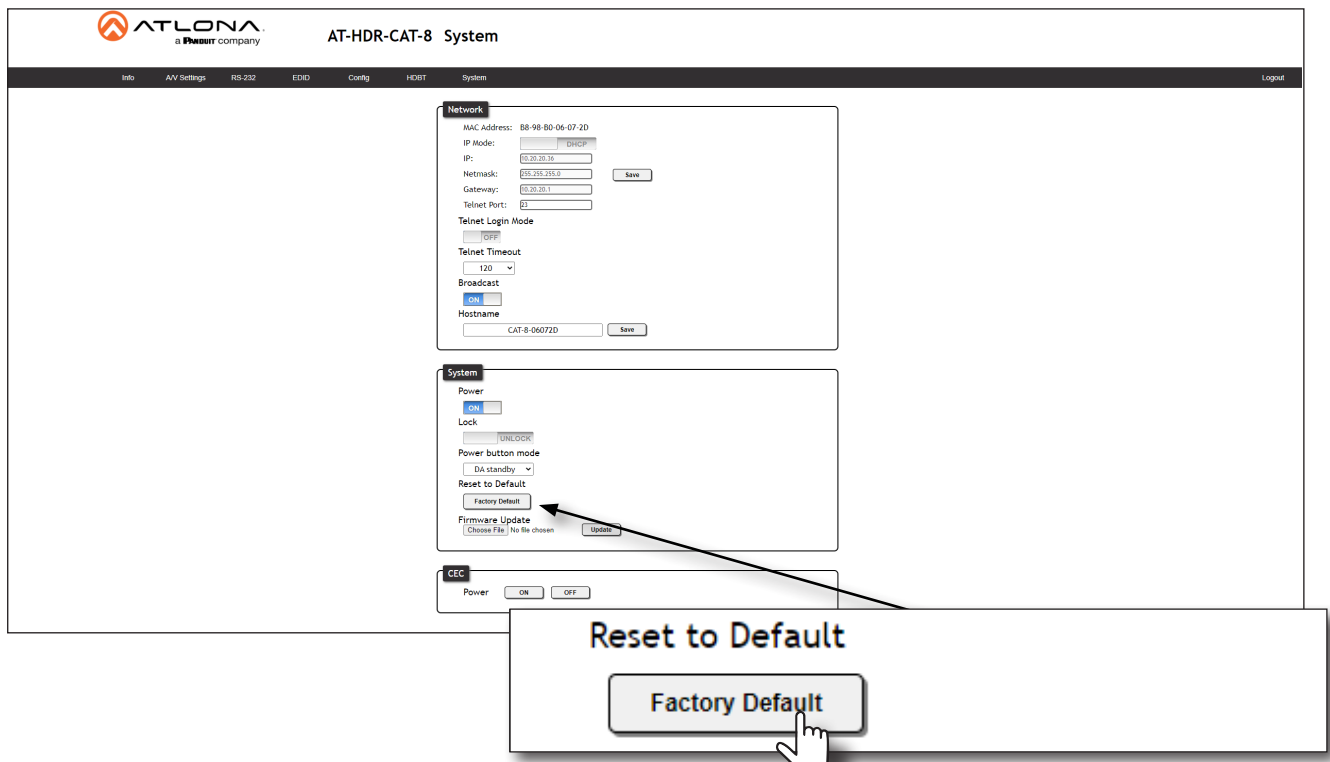 ATLONA.
a PANDUIT company
AT-HDR-CAT-8 System
Info A/V Settings RS-232 EDID Config HDBT System Logout
Network
MAC Address: B8-98-B0-06-07-2D
IP Mode: DHCP
IP: 10.20.20.36
Netmask: 255.255.255.0 Save
Gateway: 10.20.20.1
Telnet Port: 23
Telnet Login Mode
OFF
Telnet Timeout
120
Broadcast
ON
Hostname
CAT-8-06072D Save
System
Power
ON
Lock
UNLOCK
Power button mode
DA standby
Reset to Default
Factory Default
Firmware Update
Choose File No file chosen Update
CEC
Power ON OFF
Reset to Default
Factory Default